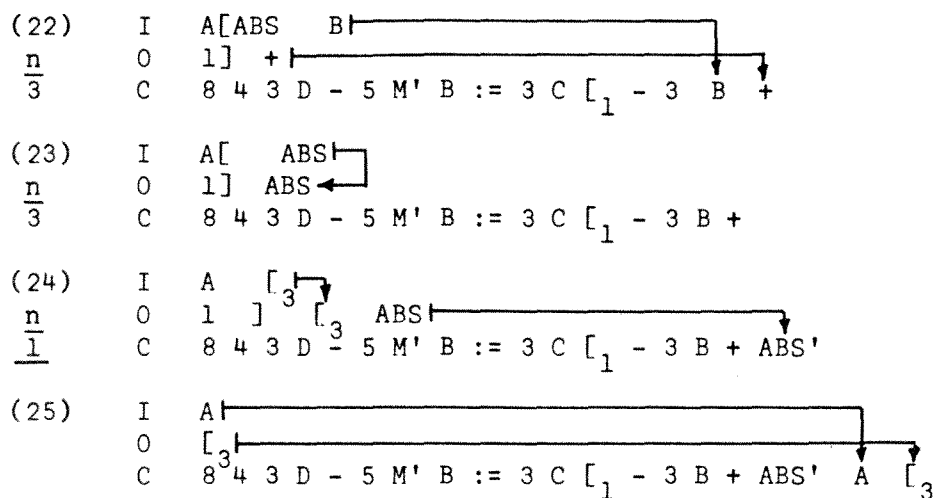 (22) I A[ABS B
n/3 O 1] +
C 8 4 3 D - 5 M' B := 3 C [1 - 3 B +
(23) I A[ ABS
n/3 O 1] ABS
C 8 4 3 D - 5 M' B := 3 C [1 - 3 B +
(24) I A [3
n/1 O 1 ] [3 ABS
C 8 4 3 D - 5 M' B := 3 C [1 - 3 B + ABS'
(25) I A
O [3
C 8 4 3 D - 5 M' B := 3 C [1 - 3 B + ABS' A [3